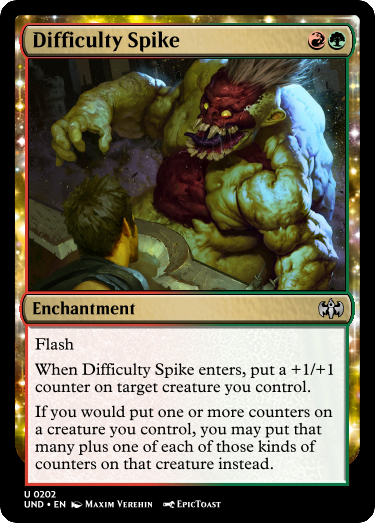 Difficulty Spike
Enchantment
Flash
When Difficulty Spike enters, put a +1/+1
counter on target creature you control.
If you would put one or more counters on
a creature you control, you may put that
many plus one of each of those kinds of
counters on that creature instead.
U 0202
UND • EN Maxim Verehin EpicToast